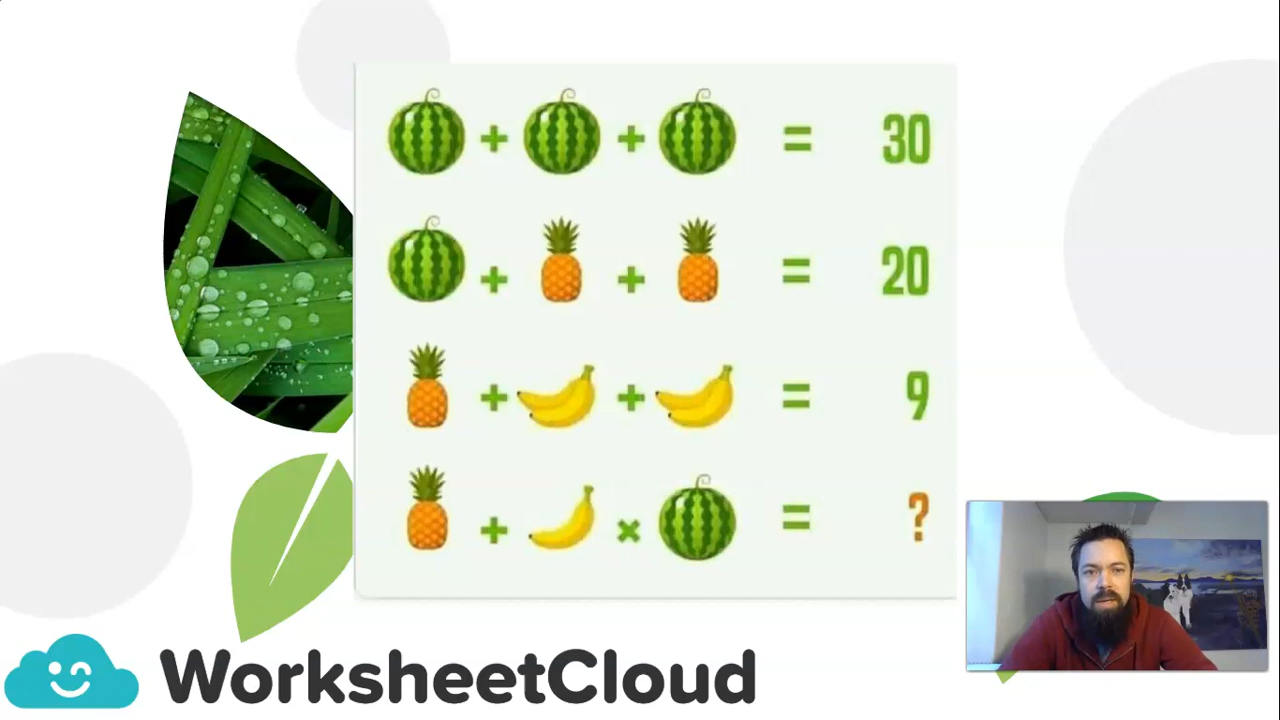 + + = 30
+ + = 20
+ + = 9
+ × = ?
WorksheetCloud